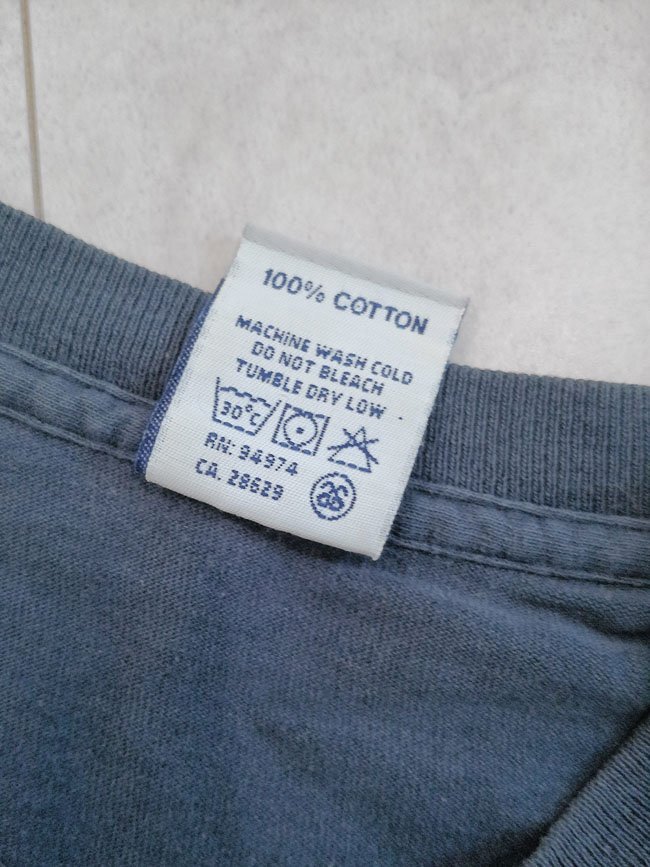 100% COTTON
MACHINE WASH COLD
DO NOT BLEACH
TUMBLE DRY LOW
30°C
RN: 94974
CA. 28629